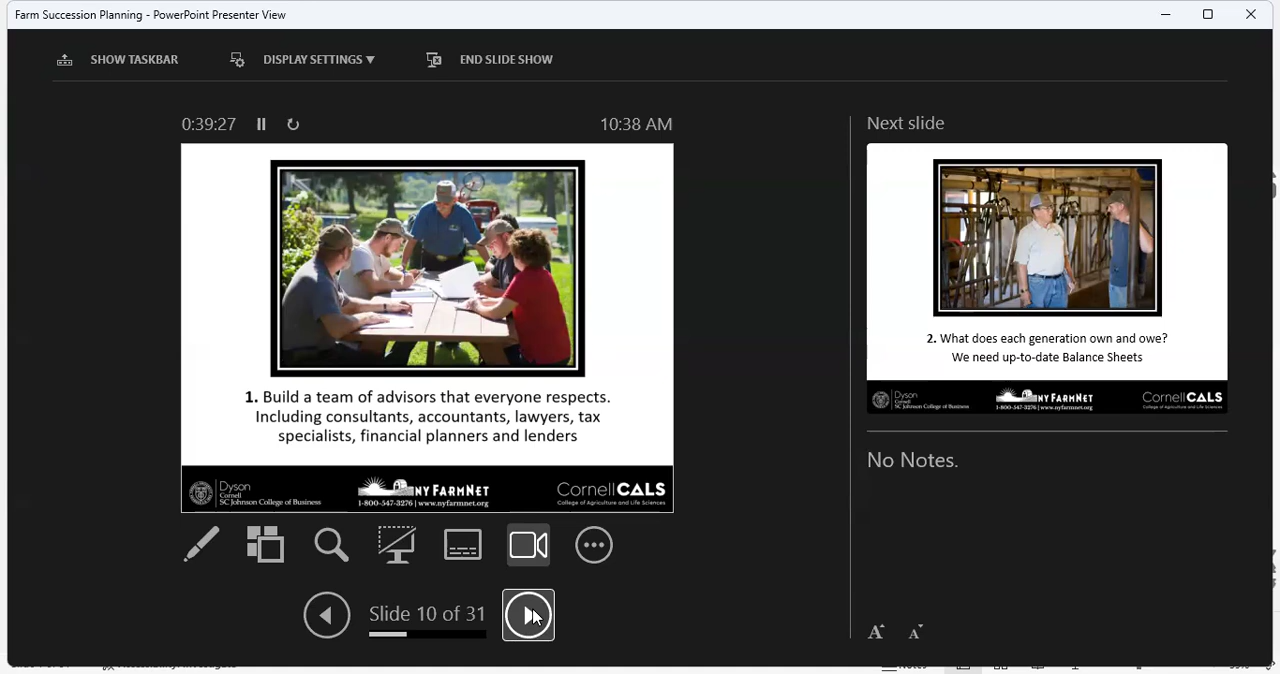 Farm Succession Planning - PowerPoint Presenter View
SHOW TASKBAR
DISPLAY SETTINGS ▼
END SLIDE SHOW
0:39:27
10:38 AM
1. Build a team of advisors that everyone respects.
Including consultants, accountants, lawyers, tax
specialists, financial planners and lenders
Dyson
Cornell
SC Johnson College of Business
NY FARMNET
1-800-547-3276 | www.nyfarmnet.org
CornellCALS
College of Agriculture and Life Sciences
Slide 10 of 31
Next slide
2. What does each generation own and owe?
We need up-to-date Balance Sheets
Dyson
Cornell
SC Johnson College of Business
NY FARMNET
1-800-547-3276 | www.nyfarmnet.org
CornellCALS
College of Agriculture and Life Sciences
No Notes.
A
A